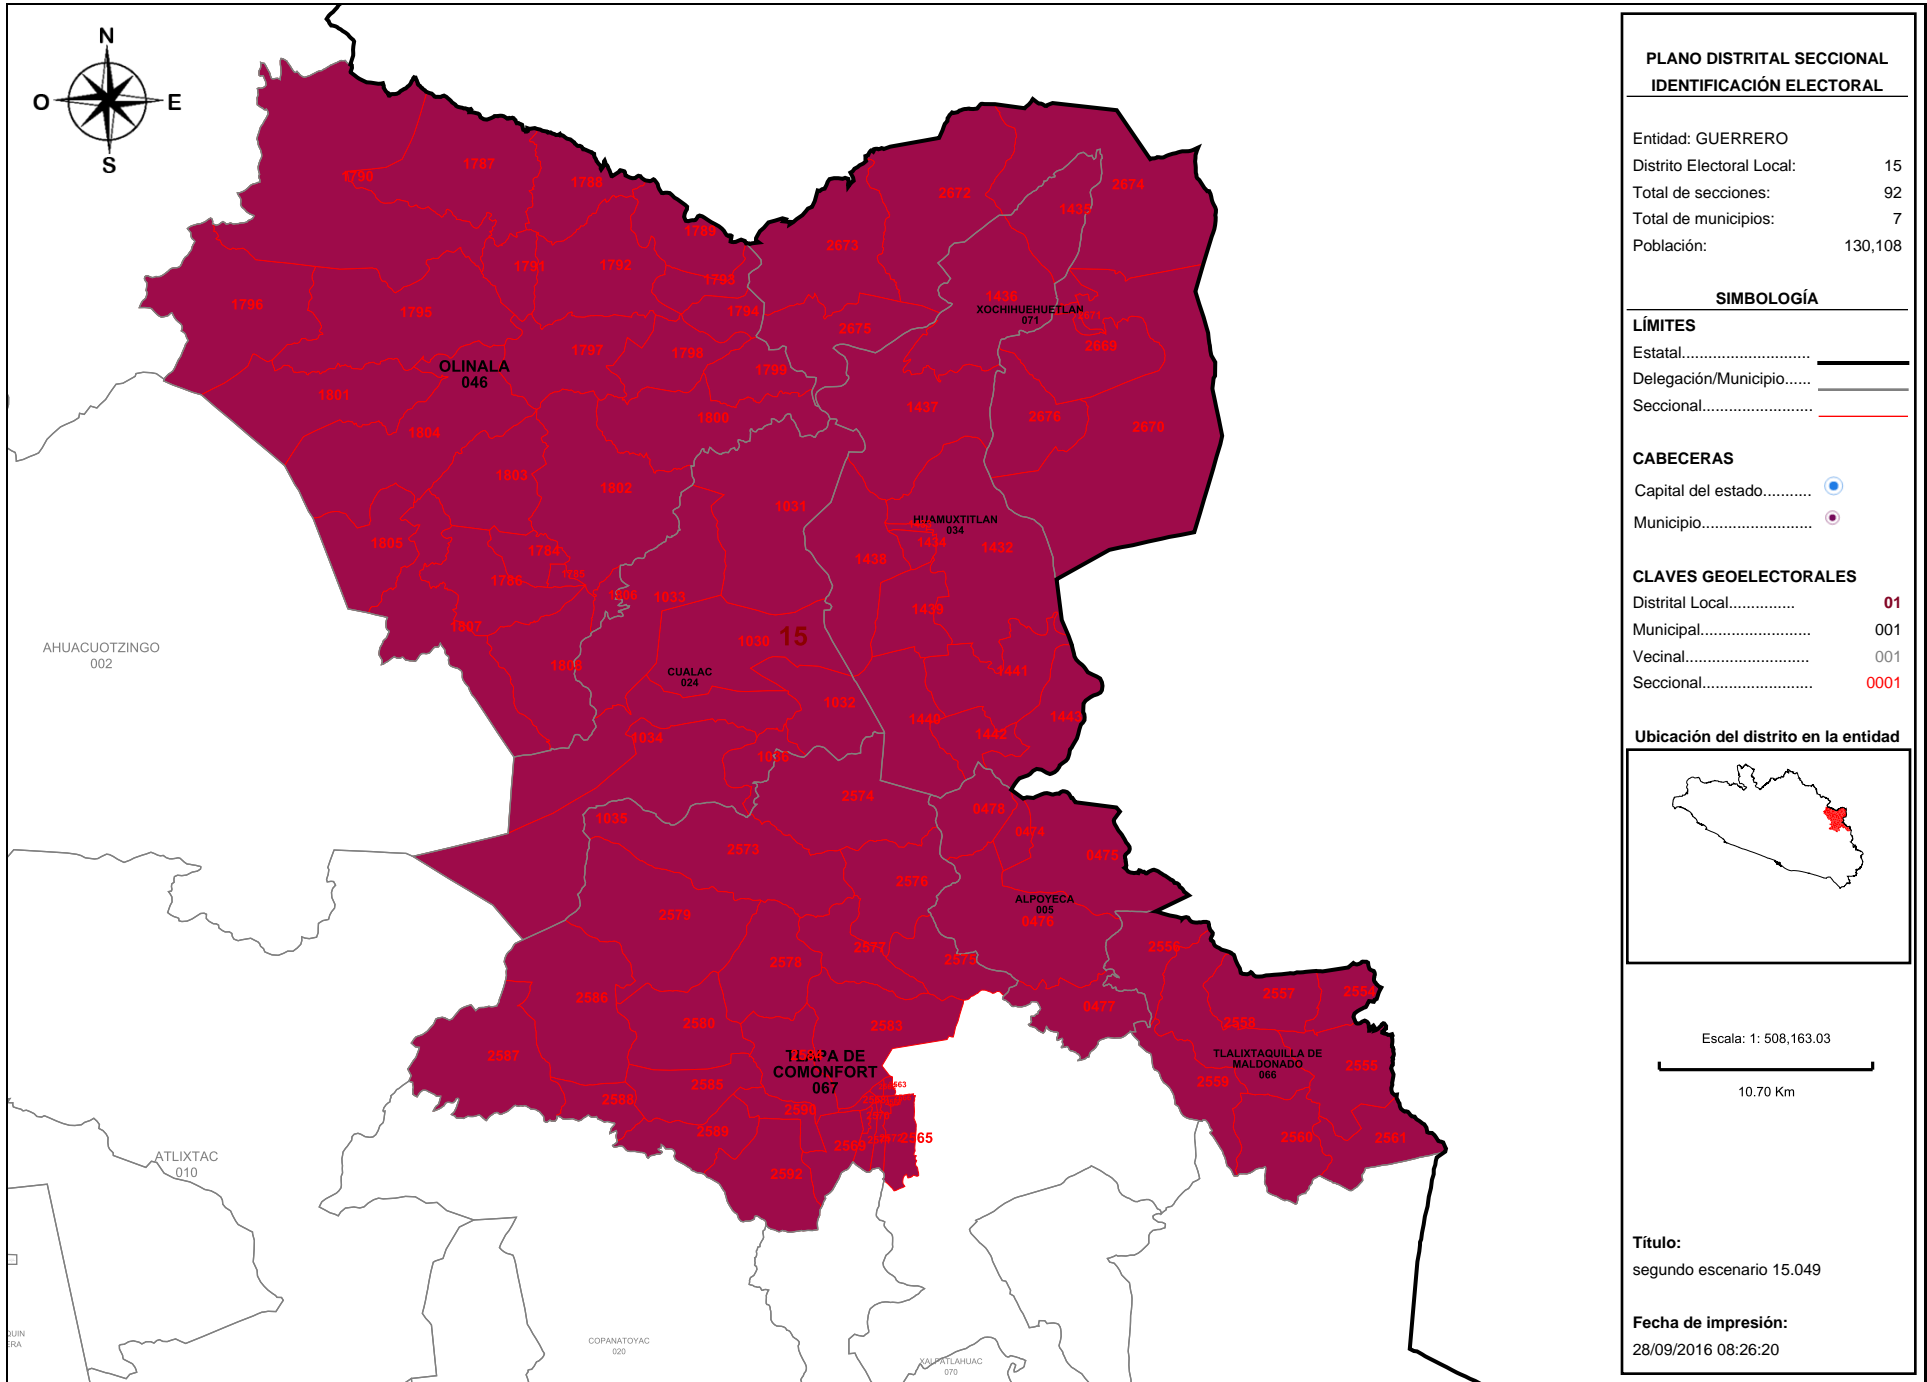 N
O
E
S
1790
1787
1788
1789
1791
1792
1793
1794
1796
1795
1797
1798
1799
OLINALA
046
1801
1800
1804
1803
1802
1805
1784
1785
1786
1806
1807
1808
2672
2674
1435
2673
1436
XOCHIHUEHUETLAN
071
2671
2675
2669
1437
2676
2670
1031
HUAMUXTITLAN
034
1434
1438
1432
1439
1033
1030
15
CUALAC
024
1032
1441
1440
1442
1443
1034
1036
1035
2574
0478
0474
0475
2573
2576
ALPOYECA
005
0476
2579
2577
2578
2575
0477
2586
2580
2583
2587
TLAPA DE
COMONFORT
067
2585
2588
2590
2589
2569
2565
2592
2563
2556
2557
2554
2558
TLALIXTAQUILLA DE
MALDONADO
066
2559
2555
2560
2561
AHUACUOTZINGO
002
ATLIXTAC
010
COPANATOYAC
020
XALPATLAHUAC
070
PLANO DISTRITAL SECCIONAL
IDENTIFICACIÓN ELECTORAL
Entidad: GUERRERO
Distrito Electoral Local: 15
Total de secciones: 92
Total de municipios: 7
Población: 130,108
SIMBOLOGÍA
LÍMITES
Estatal............................
Delegación/Municipio......
Seccional.........................
CABECERAS
Capital del estado...........
Municipio.........................
CLAVES GEOELECTORALES
Distrital Local............... 01
Municipal........................ 001
Vecinal............................ 001
Seccional......................... 0001
Ubicación del distrito en la entidad
Escala: 1: 508,163.03
10.70 Km
Título:
segundo escenario 15.049
Fecha de impresión:
28/09/2016 08:26:20